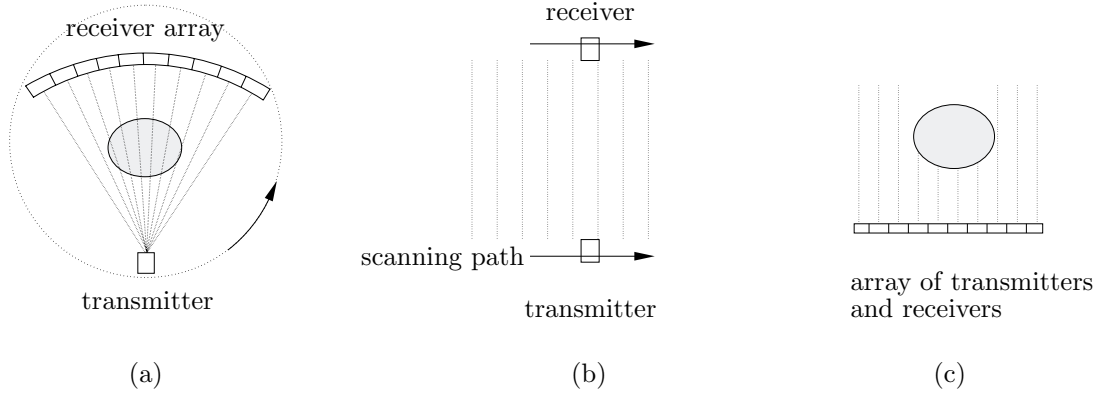 receiver array
transmitter
(a)
receiver
scanning path
transmitter
(b)
array of transmitters
and receivers
(c)